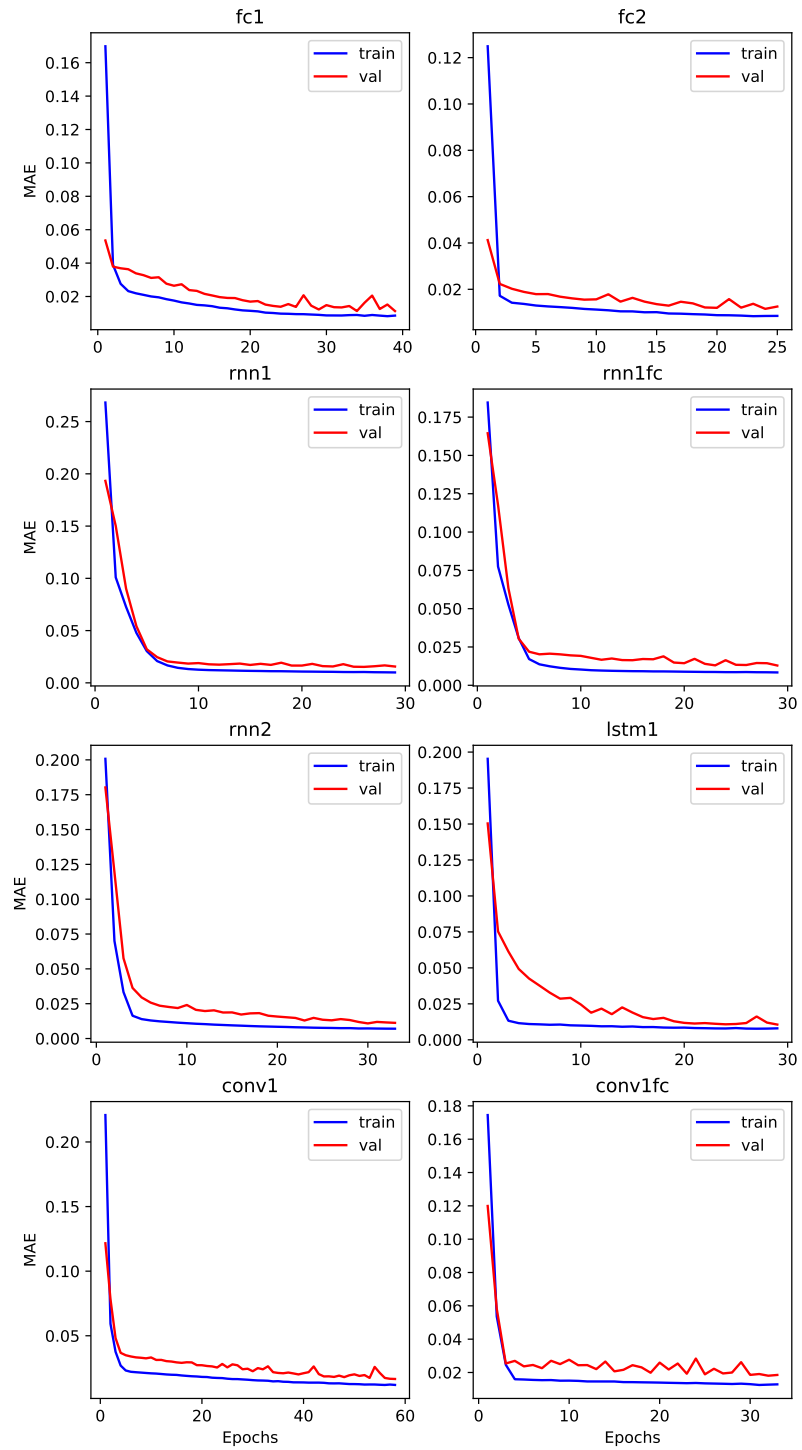 fc1
fc2
train
val
train
val
0.16
0.14
0.12
0.10
0.08
0.06
0.04
0.02
MAE
0.12
0.10
0.08
0.06
0.04
0.02
0 10 20 30 40
0 5 10 15 20 25
rnn1
rnn1fc
train
val
train
val
0.25
0.20
0.15
0.10
0.05
0.00
MAE
0.175
0.150
0.125
0.100
0.075
0.050
0.025
0.000
0 10 20 30
0 10 20 30
rnn2
lstm1
train
val
train
val
0.200
0.175
0.150
0.125
0.100
0.075
0.050
0.025
0.000
MAE
0.200
0.175
0.150
0.125
0.100
0.075
0.050
0.025
0.000
0 10 20 30
0 10 20 30
conv1
conv1fc
train
val
train
val
0.20
0.15
0.10
0.05
MAE
0.18
0.16
0.14
0.12
0.10
0.08
0.06
0.04
0.02
0 20 40 60
0 10 20 30
Epochs
Epochs